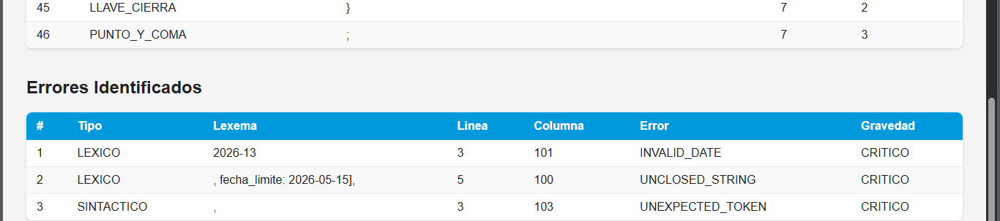 45 LLAVE_CIERRA } 7 2
46 PUNTO_Y_COMA ; 7 3
Errores Identificados
# Tipo Lexema Línea Columna Error Gravedad
1 LEXICO 2026-13 3 101 INVALID_DATE CRITICO
2 LEXICO , fecha_limite: 2026-05-15], 5 100 UNCLOSED_STRING CRITICO
3 SINTACTICO , 3 103 UNEXPECTED_TOKEN CRITICO